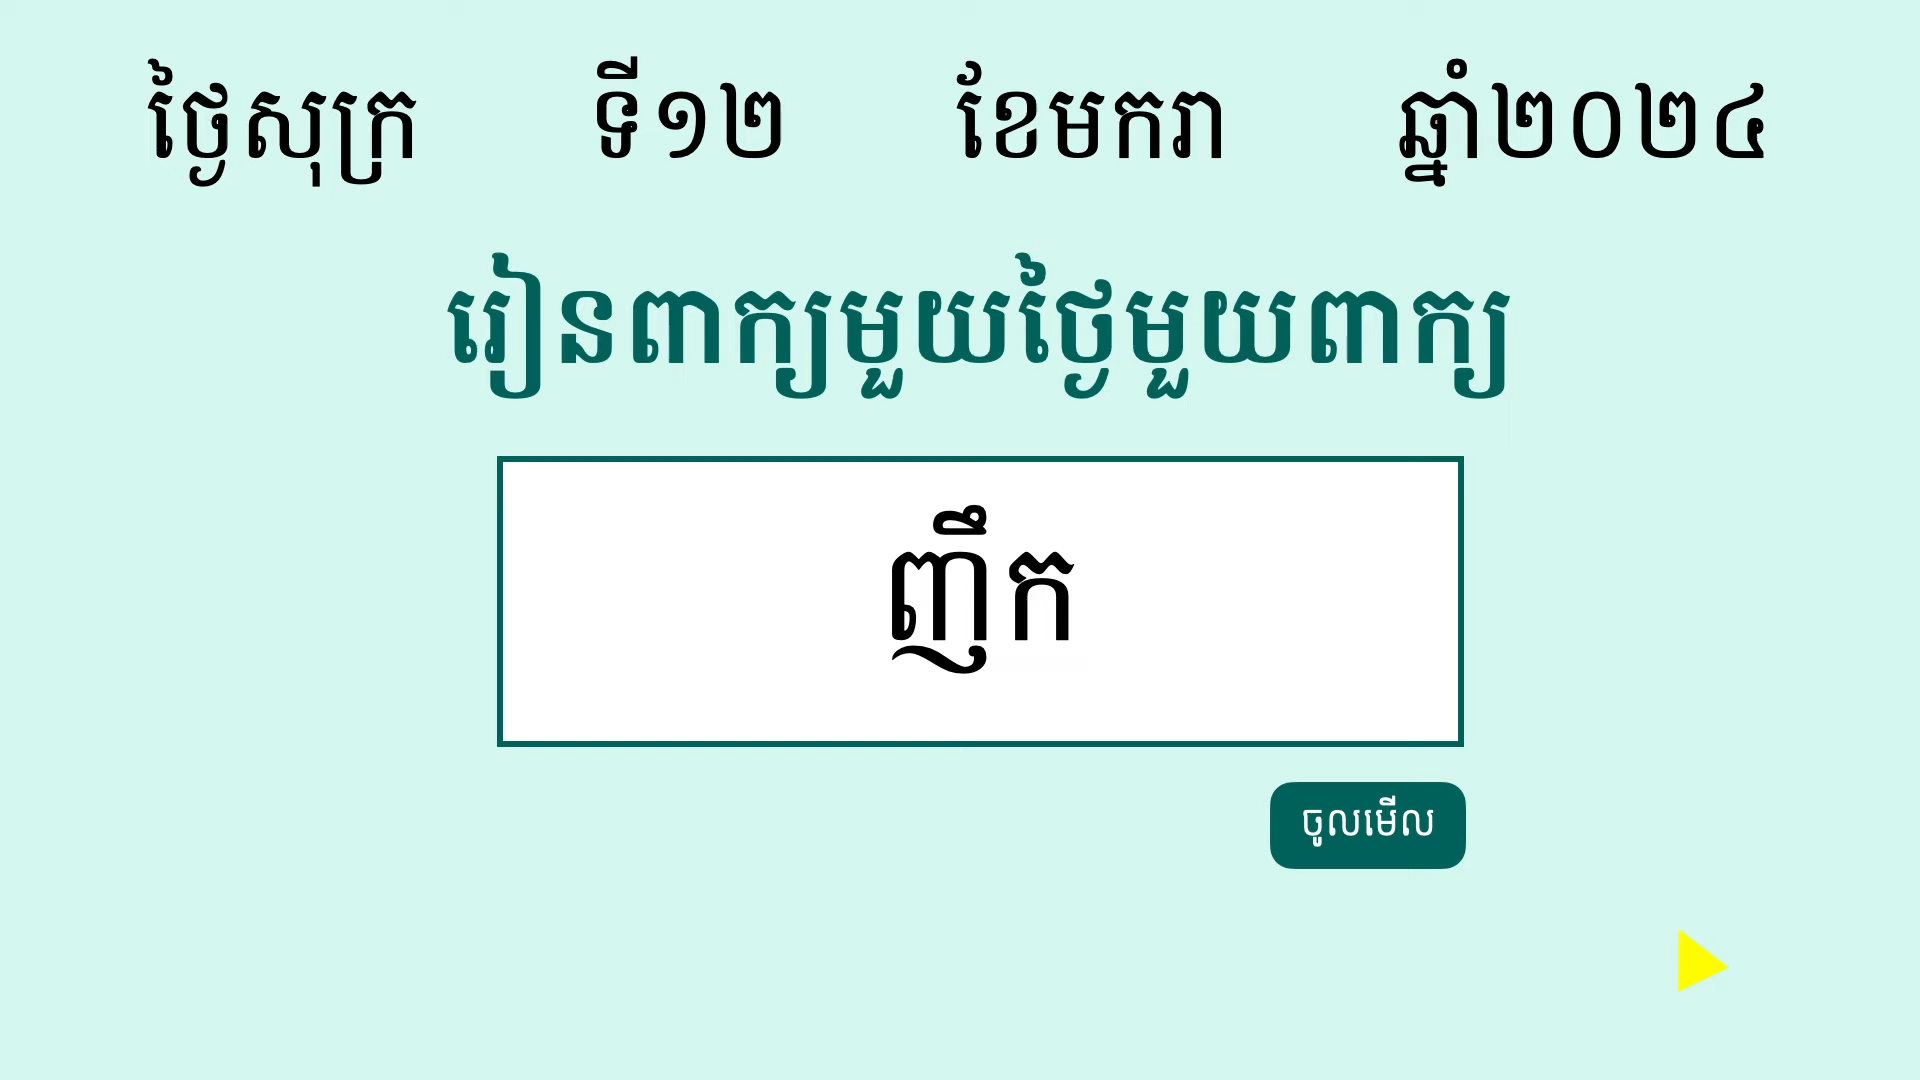 ថ្ងៃសុក្រ ទី១២ ខែមករា ឆ្នាំ២០២៤
រៀនពាក្យមួយថ្ងៃមួយពាក្យ
ញឹក
ចូលមើល